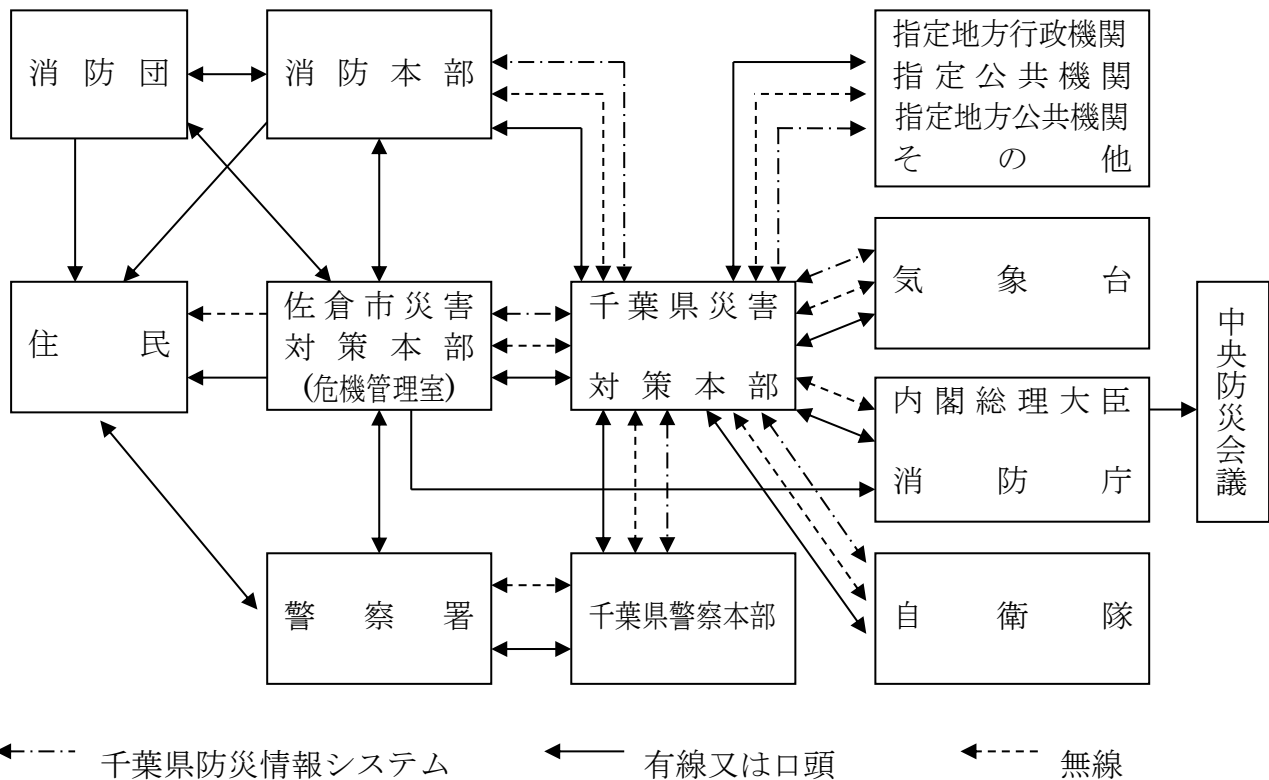 消防団
消防本部
指定地方行政機関
指定公共機関
指定地方公共機関
その他
住民
佐倉市災害
対策本部
(危機管理室)
千葉県災害
対策本部
気象台
内閣総理大臣
消防庁
中央防災会議
警察署
千葉県警察本部
自衛隊
千葉県防災情報システム
有線又は口頭
無線